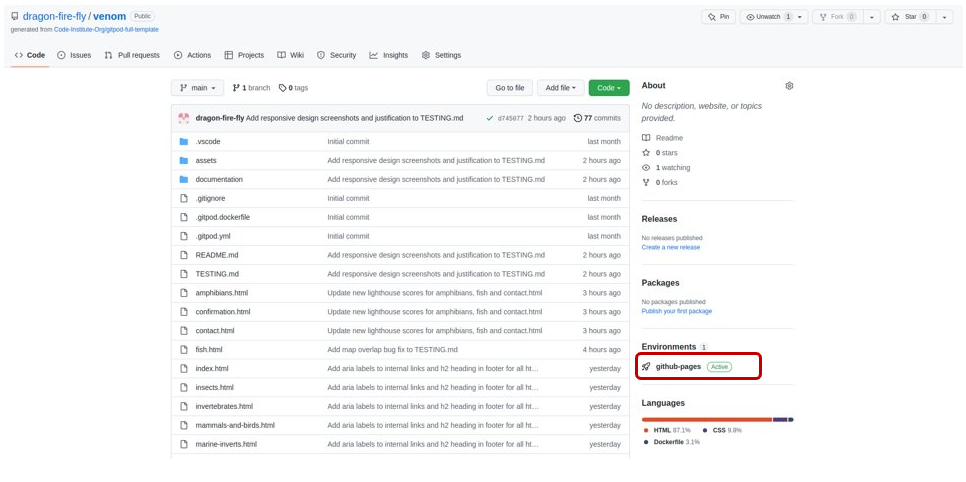 dragon-fire-fly / venom Public
Pin Unwatch 1 Fork 0 Star 0
generated from Code-Institute-Org/gitpod-full-template
Code Issues Pull requests Actions Projects Wiki Security Insights Settings
main 1 branch 0 tags Go to file Add file Code
dragon-fire-fly Add responsive design screenshots and justification to TESTING.md d745077 2 hours ago 77 commits
.vscode Initial commit last month
assets Add responsive design screenshots and justification to TESTING.md 2 hours ago
documentation Add responsive design screenshots and justification to TESTING.md 2 hours ago
.gitignore Initial commit last month
.gitpod.dockerfile Initial commit last month
.gitpod.yml Initial commit last month
README.md Add responsive design screenshots and justification to TESTING.md 2 hours ago
TESTING.md Add responsive design screenshots and justification to TESTING.md 2 hours ago
amphibians.html Update new lighthouse scores for amphibians, fish and contact.html 3 hours ago
confirmation.html Update new lighthouse scores for amphibians, fish and contact.html 3 hours ago
contact.html Update new lighthouse scores for amphibians, fish and contact.html 3 hours ago
fish.html Add map overlap bug fix to TESTING.md 4 hours ago
index.html Add aria labels to internal links and h2 heading in footer for all ht... yesterday
insects.html Add aria labels to internal links and h2 heading in footer for all ht... yesterday
invertebrates.html Add aria labels to internal links and h2 heading in footer for all ht... yesterday
mammals-and-birds.html Add aria labels to internal links and h2 heading in footer for all ht... yesterday
marine-inverts.html Add aria labels to internal links and h2 heading in footer for all ht... yesterday
About
No description, website, or topics
provided.
Readme
0 stars
1 watching
0 forks
Releases
No releases published
Create a new release
Packages
No packages published
Publish your first package
Environments 1
github-pages Active
Languages
HTML 87.1% CSS 9.8%
Dockerfile 3.1%